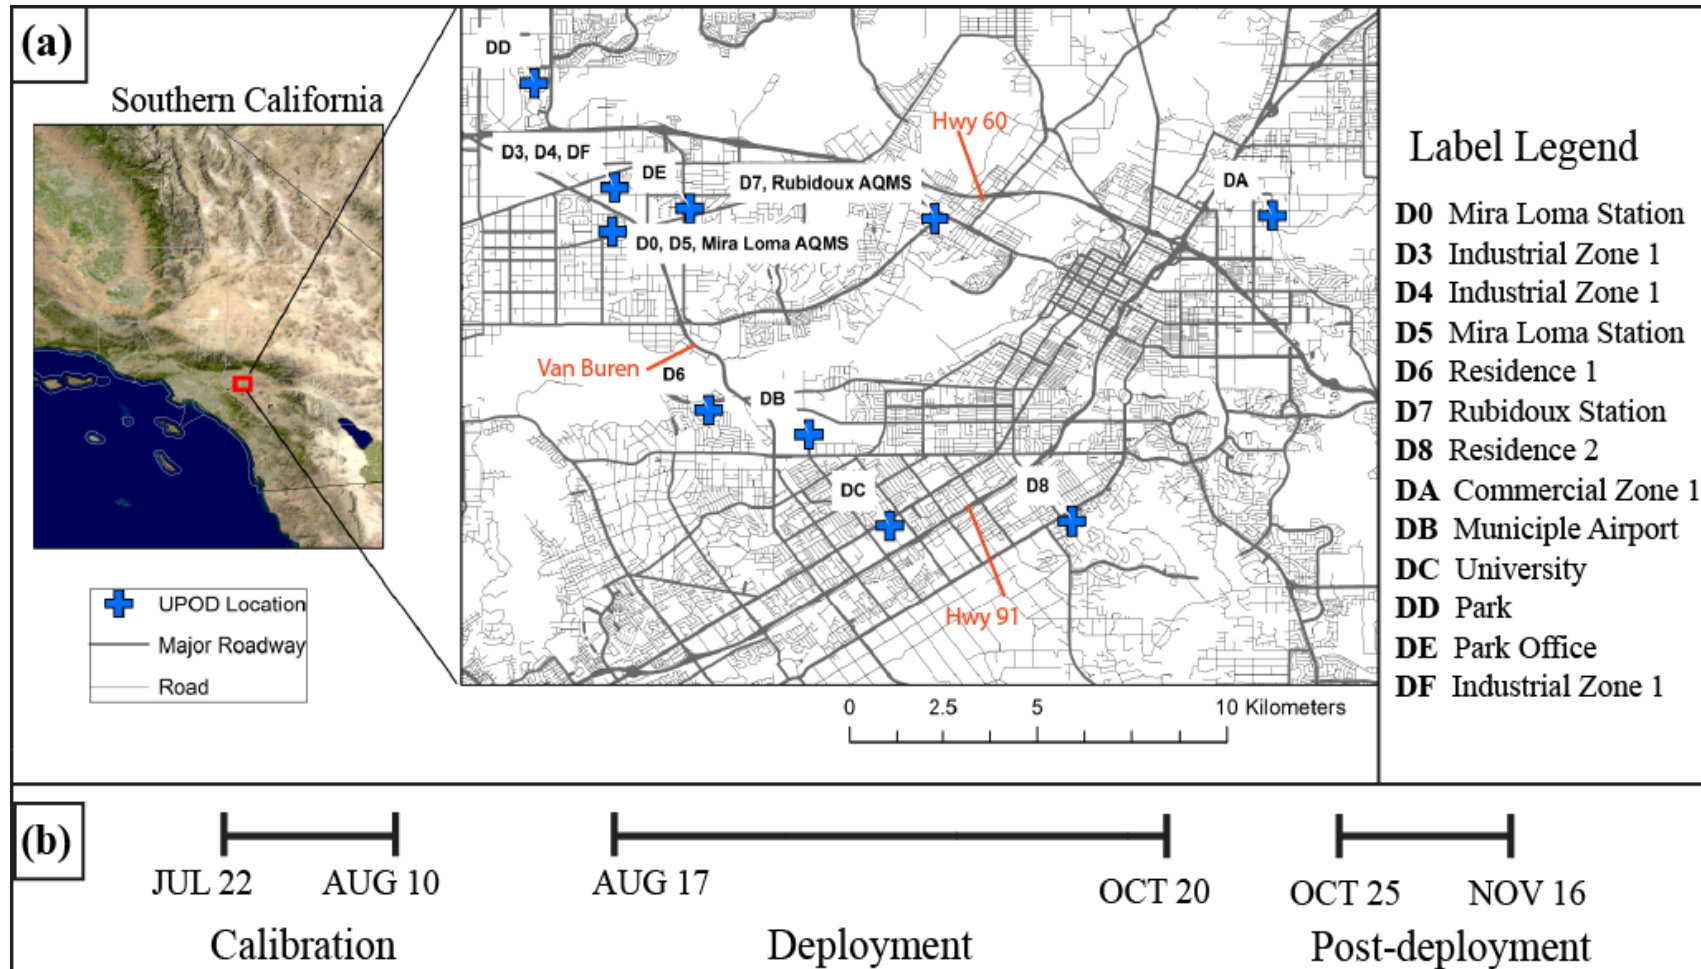 (a)
Southern California
UPOD Location
Major Roadway
Road
DD
D3, D4, DF
DE
D7, Rubidoux AQMS
D0, D5, Mira Loma AQMS
Hwy 60
DA
Van Buren
D6
DB
DC
D8
Hwy 91
0 2.5 5 10 Kilometers
Label Legend
D0 Mira Loma Station
D3 Industrial Zone 1
D4 Industrial Zone 1
D5 Mira Loma Station
D6 Residence 1
D7 Rubidoux Station
D8 Residence 2
DA Commercial Zone 1
DB Municiple Airport
DC University
DD Park
DE Park Office
DF Industrial Zone 1
(b)
JUL 22 AUG 10 AUG 17 OCT 20 OCT 25 NOV 16
Calibration Deployment Post-deployment